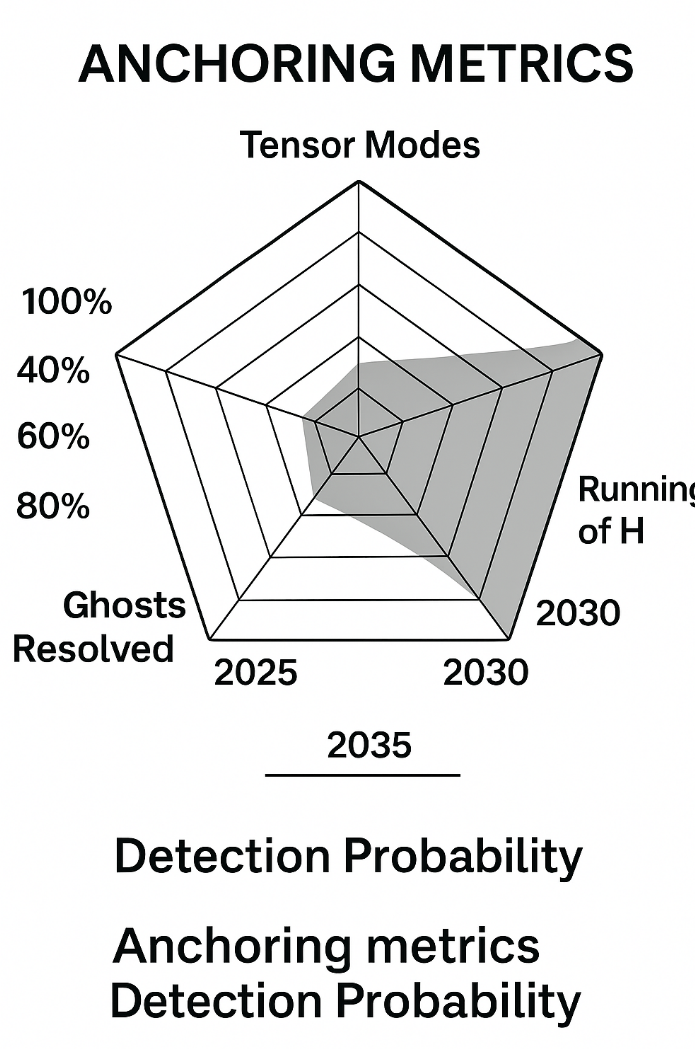 ANCHORING METRICS
Tensor Modes
100%
40%
60%
80%
Running
of H
Ghosts
Resolved
2030
2025
2030
2035
Detection Probability
Anchoring metrics
Detection Probability